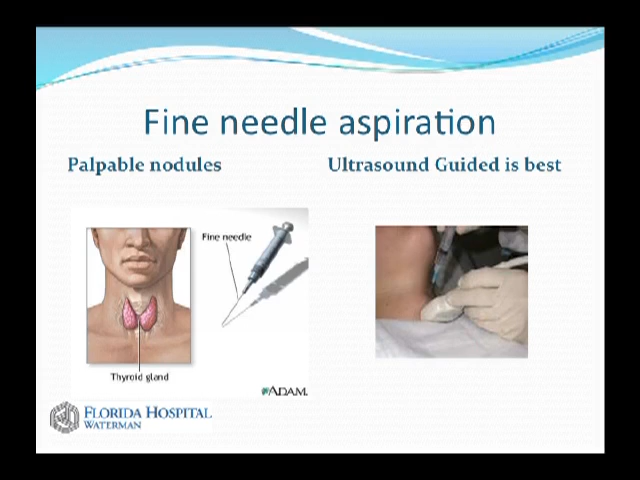 Fine needle aspiration
Palpable nodules
Ultrasound Guided is best
Fine needle
Thyroid gland
ADAM.
FLORIDA HOSPITAL
WATERMAN